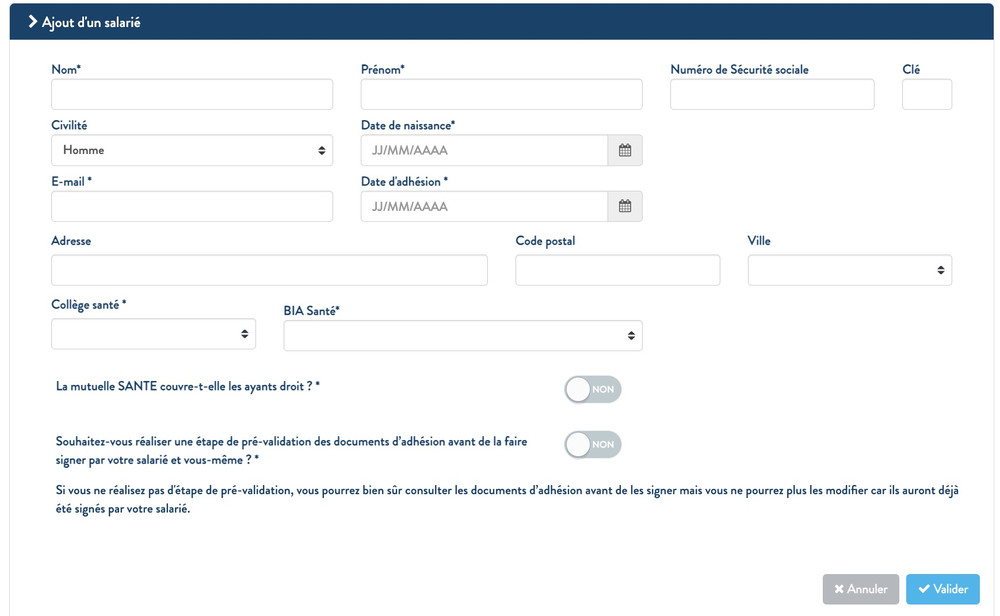 Ajout d'un salarié
Nom*
Prénom*
Numéro de Sécurité sociale
Clé
Civilité
Date de naissance*
Homme
JJ/MM/AAAA
E-mail *
Date d'adhésion *
JJ/MM/AAAA
Adresse
Code postal
Ville
Collège santé *
BIA Santé*
La mutuelle SANTE couvre-t-elle les ayants droit ? *
NON
Souhaitez-vous réaliser une étape de pré-validation des documents d’adhésion avant de la faire
signer par votre salarié et vous-même ? *
NON
Si vous ne réalisez pas d'étape de pré-validation, vous pourrez bien sûr consulter les documents d’adhésion avant de les signer mais vous ne pourrez plus les modifier car ils auront déjà
été signés par votre salarié.
Annuler
Valider